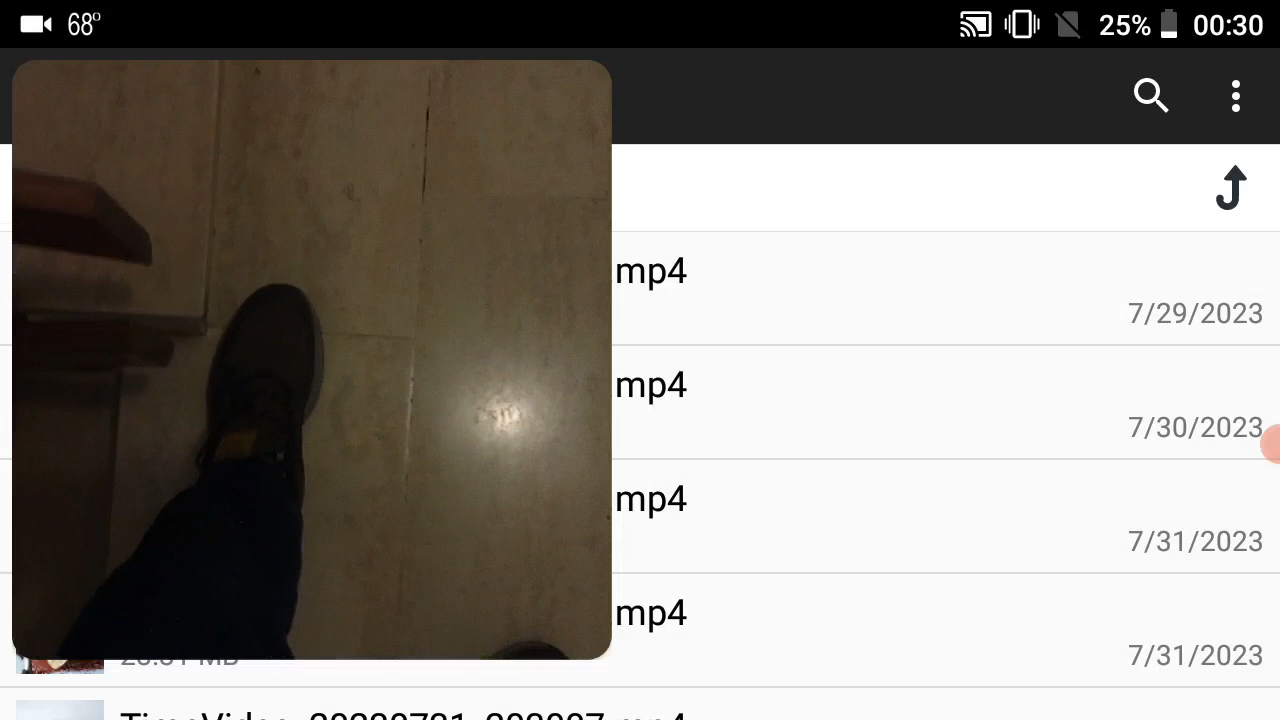 68º 25% 00:30
mp4
7/29/2023
mp4
7/30/2023
mp4
7/31/2023
mp4
7/31/2023